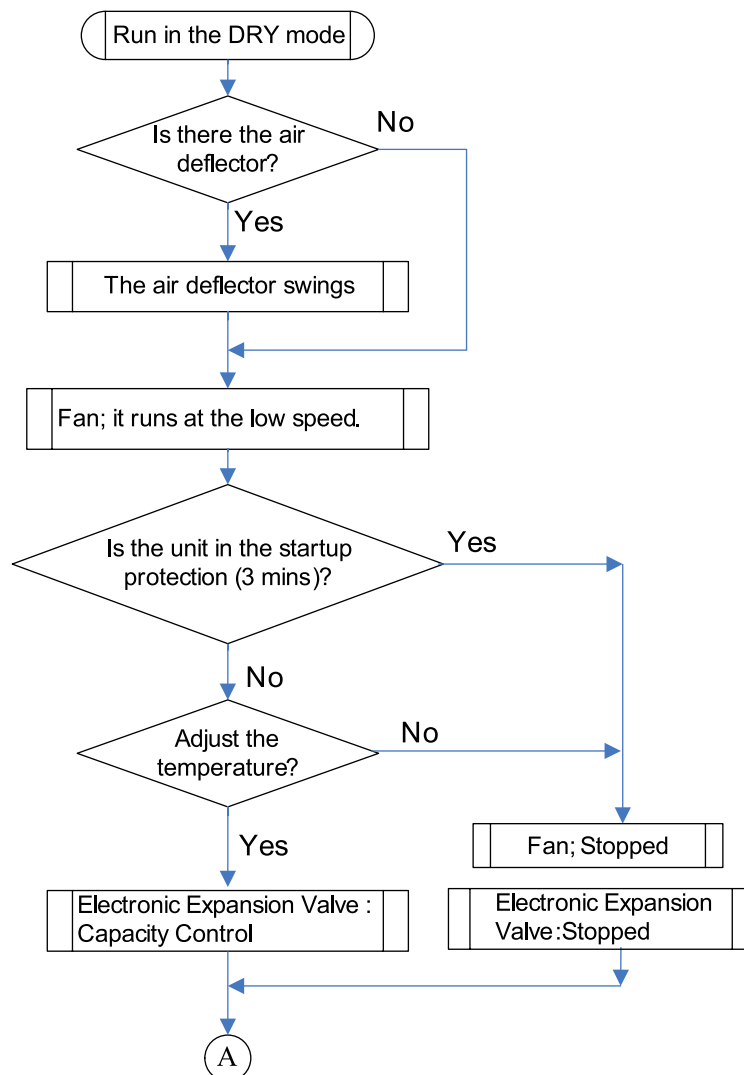 Run in the DRY mode
Is there the air
deflector?
No
Yes
The air deflector swings
Fan; it runs at the low speed.
Is the unit in the startup
protection (3 mins)?
Yes
No
Adjust the
temperature?
No
Yes
Fan; Stopped
Electronic Expansion Valve :
Capacity Control
Electronic Expansion
Valve:Stopped
A